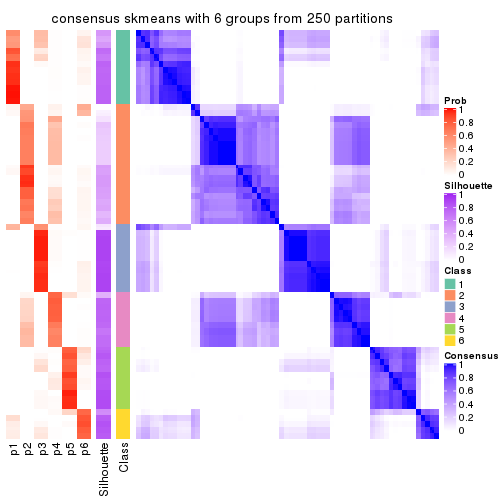 consensus skmeans with 6 groups from 250 partitions
Prob
1
0.8
0.6
0.4
0.2
0
Silhouette
1
0.8
0.6
0.4
0.2
0
Class
1
2
3
4
5
6
Consensus
1
0.8
0.6
0.4
0.2
0
p1
p2
p3
p4
p5
p6
Silhouette
Class